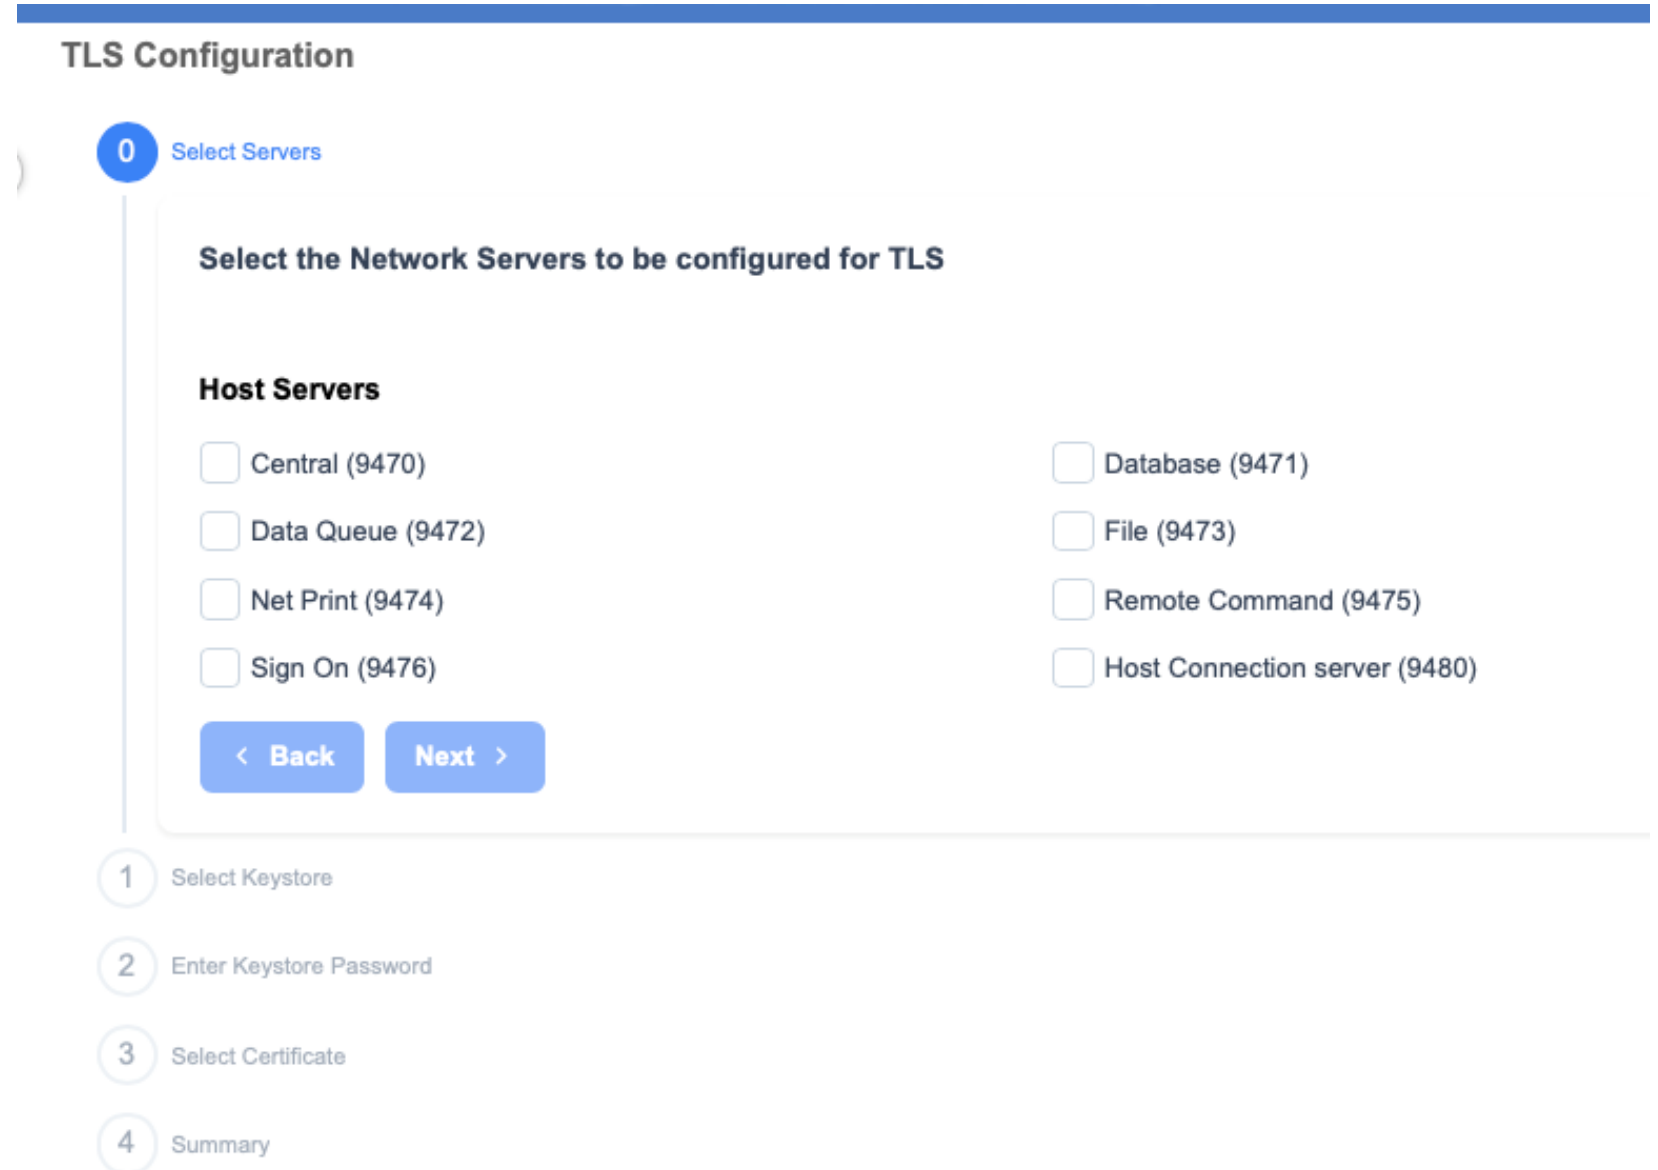 TLS Configuration
0 Select Servers
Select the Network Servers to be configured for TLS
Host Servers
Central (9470) Database (9471)
Data Queue (9472) File (9473)
Net Print (9474) Remote Command (9475)
Sign On (9476) Host Connection server (9480)
< Back Next >
1 Select Keystore
2 Enter Keystore Password
3 Select Certificate
4 Summary